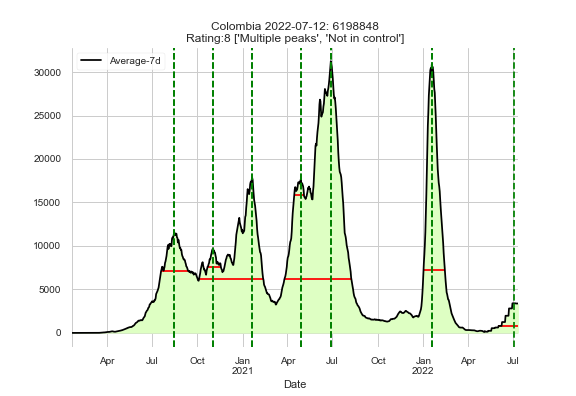 Colombia 2022-07-12: 6198848
Rating:8 ['Multiple peaks', 'Not in control']
Average-7d
30000
25000
20000
15000
10000
5000
0
Apr Jul Oct Jan Apr Jul Oct Jan Apr Jul
2021 2022
Date